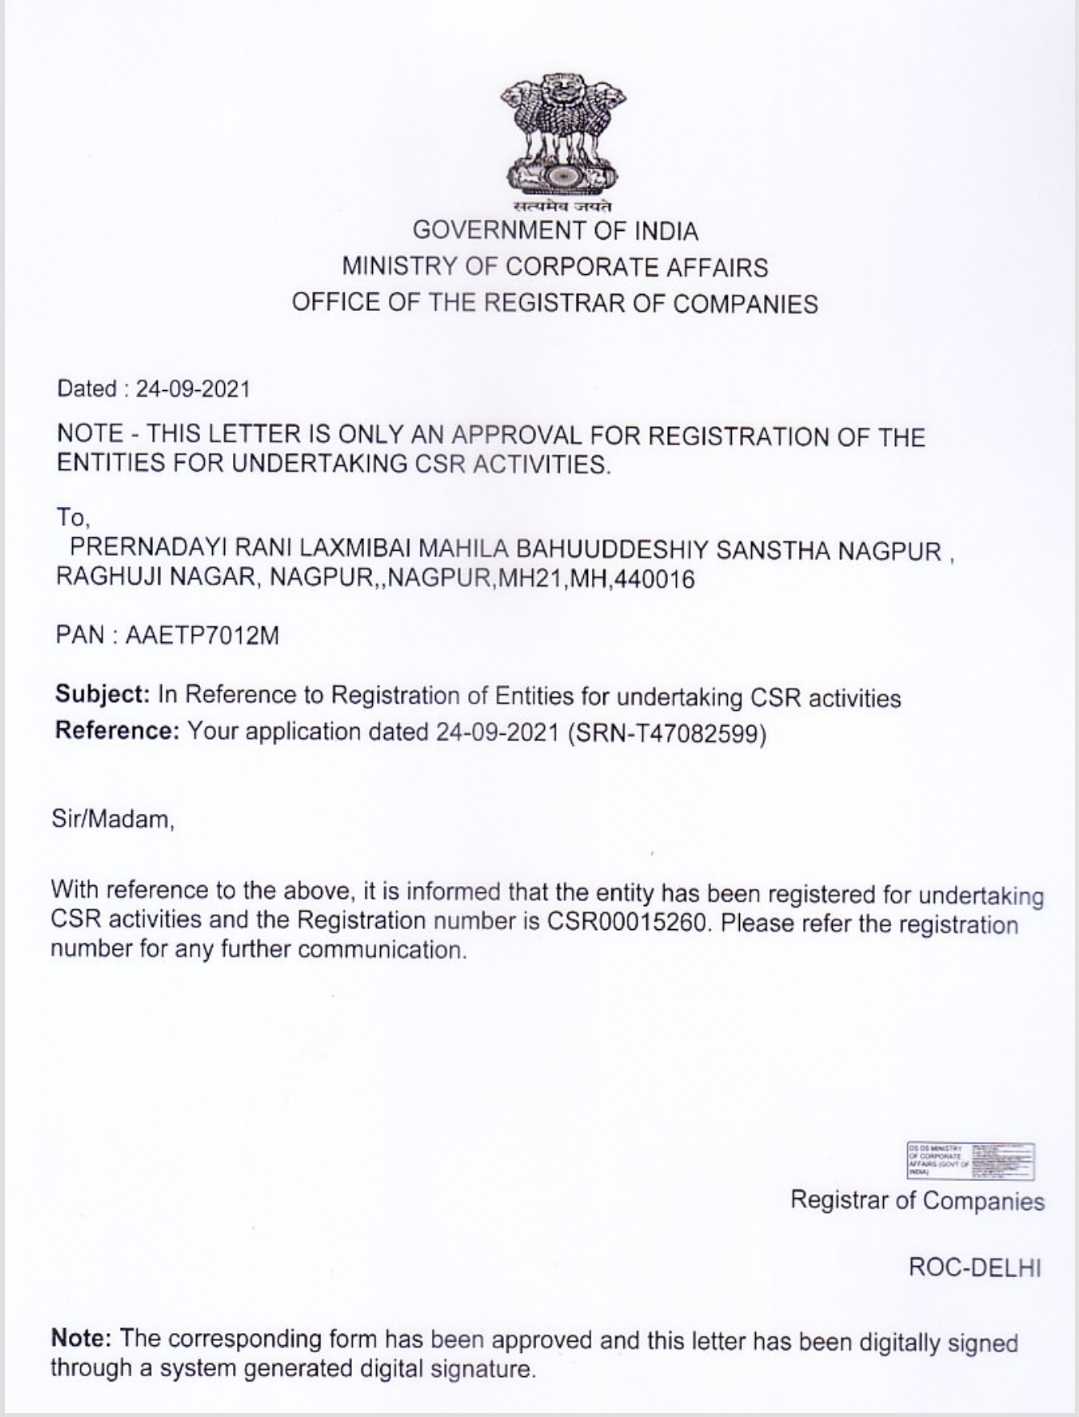 सत्यमेव जयते
GOVERNMENT OF INDIA
MINISTRY OF CORPORATE AFFAIRS
OFFICE OF THE REGISTRAR OF COMPANIES
Dated : 24-09-2021
NOTE - THIS LETTER IS ONLY AN APPROVAL FOR REGISTRATION OF THE
ENTITIES FOR UNDERTAKING CSR ACTIVITIES.
To,
PRERNADAYI RANI LAXMIBAI MAHILA BAHUUDDESHIY SANSTHA NAGPUR ,
RAGHUJI NAGAR, NAGPUR,,NAGPUR,MH21,MH,440016
PAN : AAETP7012M
Subject: In Reference to Registration of Entities for undertaking CSR activities
Reference: Your application dated 24-09-2021 (SRN-T47082599)
Sir/Madam,
With reference to the above, it is informed that the entity has been registered for undertaking
CSR activities and the Registration number is CSR00015260. Please refer the registration
number for any further communication.
DS DS MINISTRY
OF CORPORATE
AFFAIRS (GOVT OF
INDIA)
Registrar of Companies
ROC-DELHI
Note: The corresponding form has been approved and this letter has been digitally signed
through a system generated digital signature.